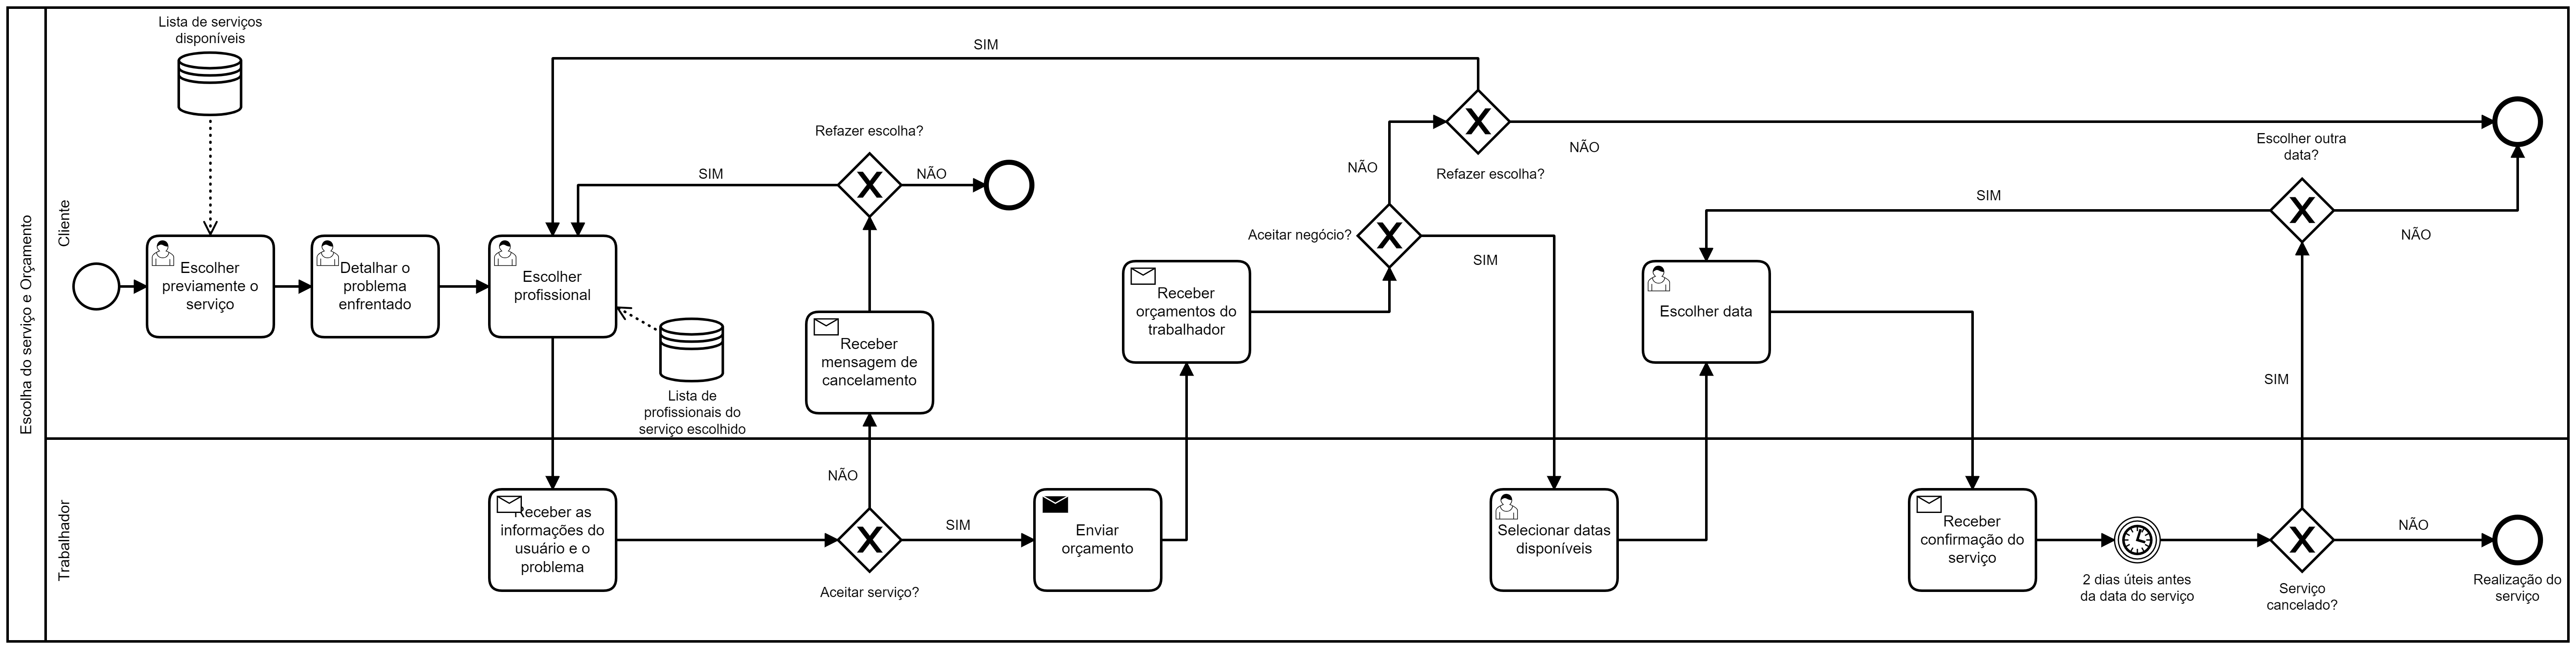 Escolha do serviço e Orçamento
Cliente
Lista de serviços
disponíveis
Escolher
previamente o
serviço
Detalhar o
problema
enfrentado
Escolher
profissional
Lista de
profissionais do
serviço escolhido
SIM
Refazer escolha?
SIM
NÃO
Receber
mensagem de
cancelamento
Receber
orçamentos do
trabalhador
Aceitar negócio?
NÃO
SIM
Refazer escolha?
NÃO
Escolher data
SIM
Escolher outra
data?
NÃO
SIM
Trabalhador
Receber as
informações do
usuário e o
problema
NÃO
Aceitar serviço?
SIM
Enviar
orçamento
Selecionar datas
disponíveis
Receber
confirmação do
serviço
2 dias úteis antes
da data do serviço
Serviço
cancelado?
NÃO
Realização do
serviço